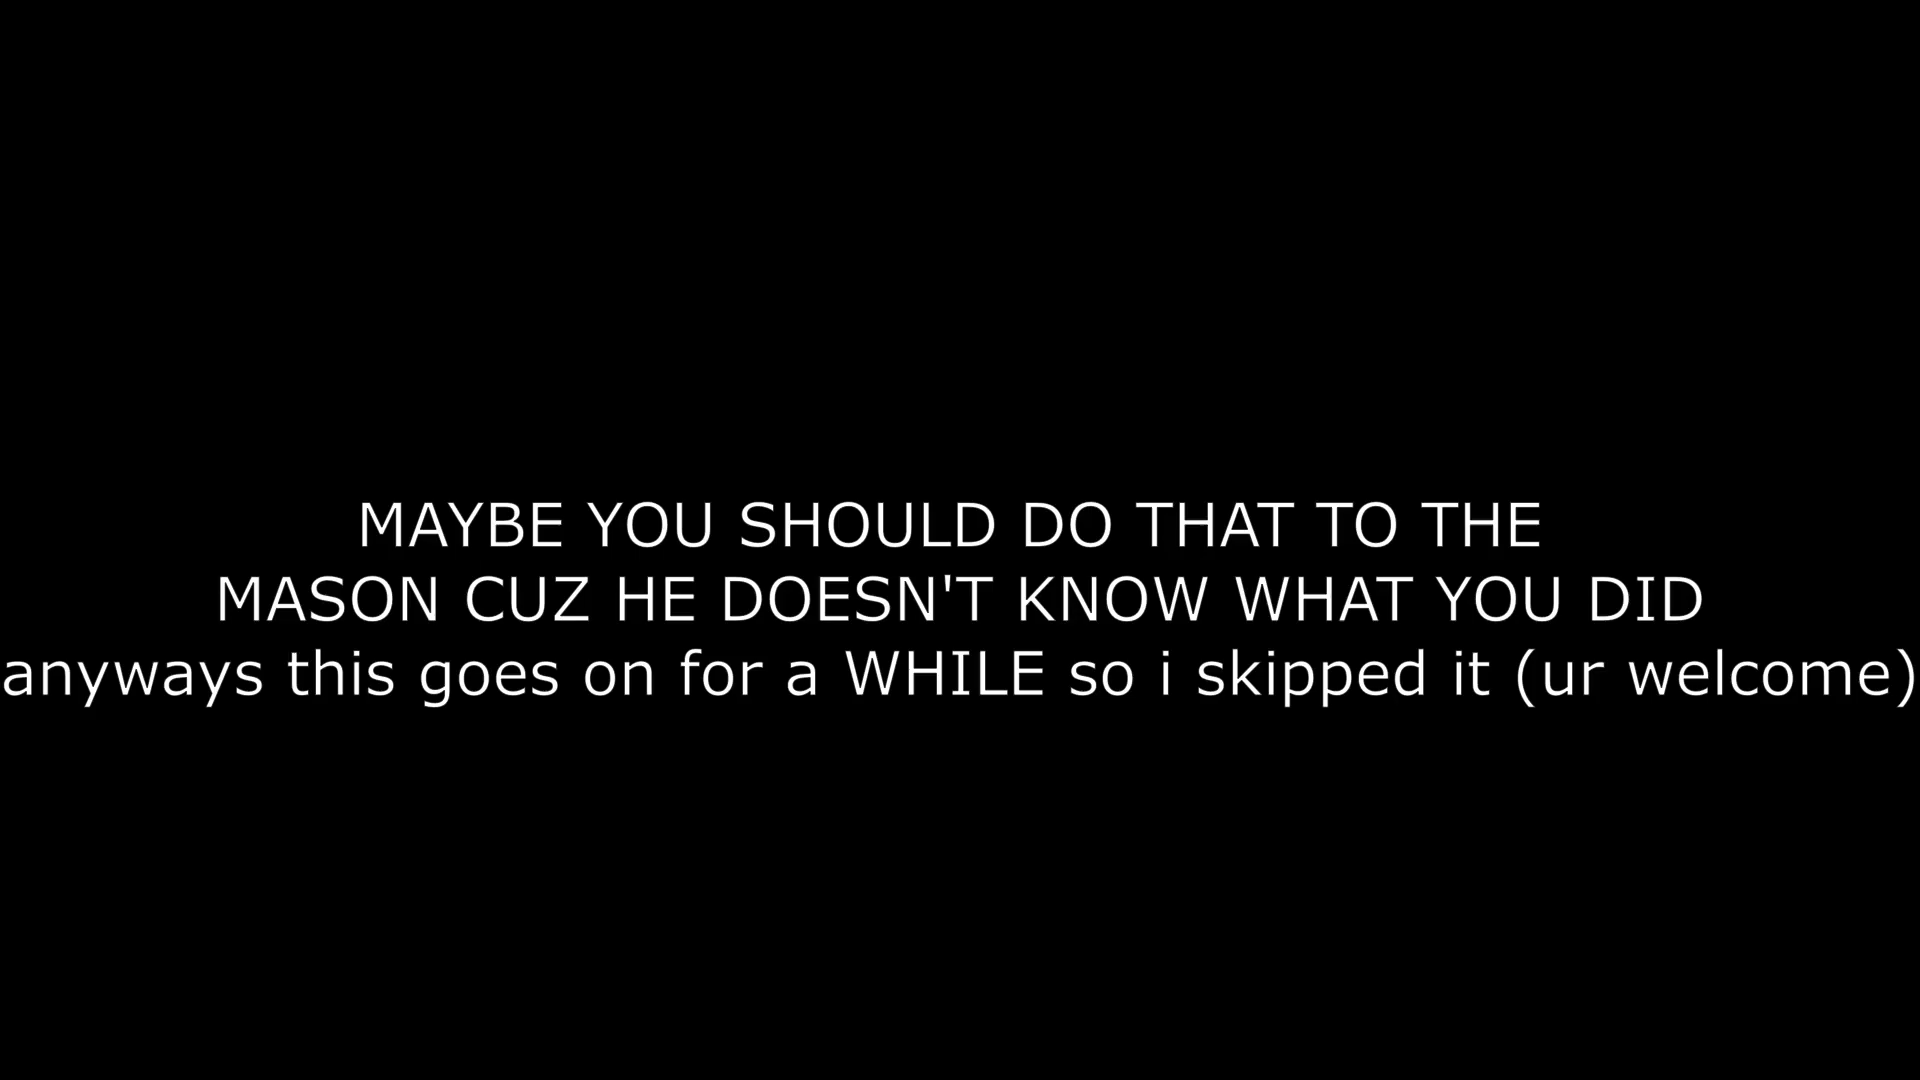 MAYBE YOU SHOULD DO THAT TO THE
MASON CUZ HE DOESN'T KNOW WHAT YOU DID
anyways this goes on for a WHILE so i skipped it (ur welcome)